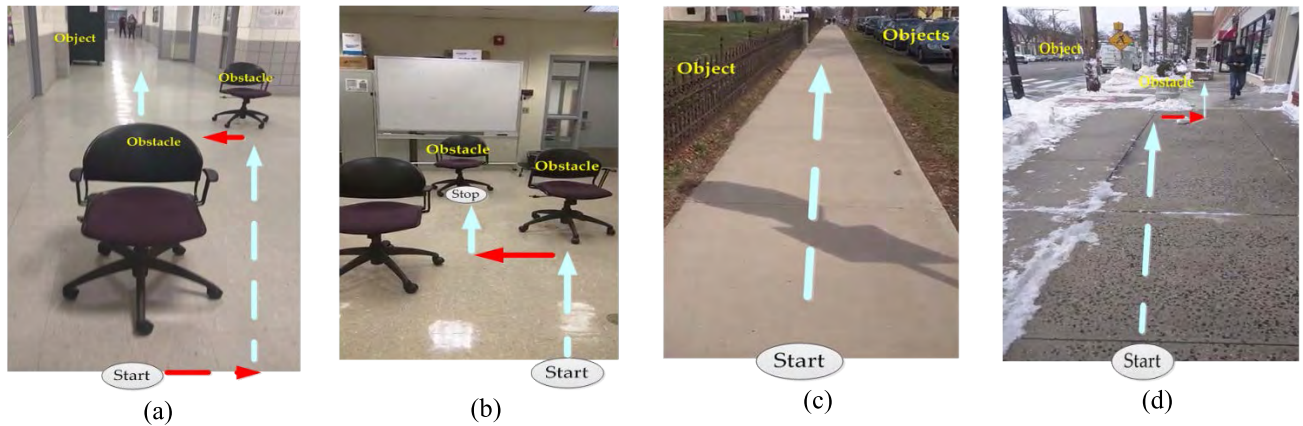 Object
Obstacle
Obstacle
Start
(a)
Obstacle
Obstacle
Stop
Start
(b)
Objects
Object
Start
(c)
Object
Obstacle
Start
(d)